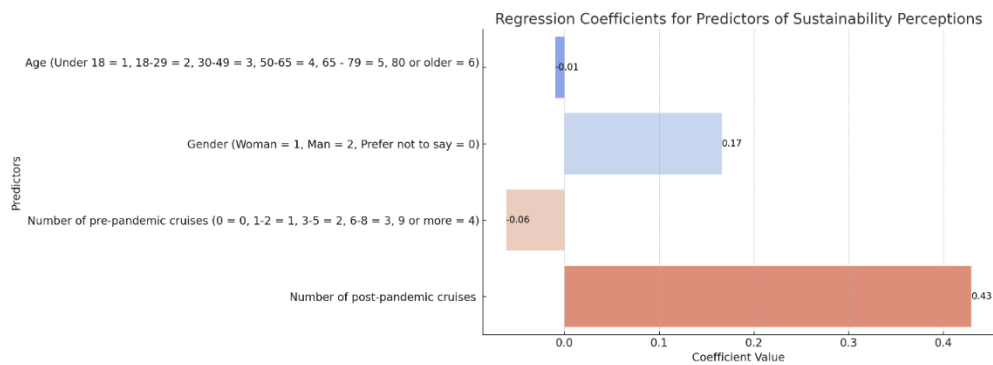 Regression Coefficients for Predictors of Sustainability Perceptions
Age (Under 18 = 1, 18-29 = 2, 30-49 = 3, 50-65 = 4, 65 - 79 = 5, 80 or older = 6)
-0.01
Gender (Woman = 1, Man = 2, Prefer not to say = 0)
0.17
Predictors
Number of pre-pandemic cruises (0 = 0, 1-2 = 1, 3-5 = 2, 6-8 = 3, 9 or more = 4)
-0.06
Number of post-pandemic cruises
0.43
0.0 0.1 0.2 0.3 0.4
Coefficient Value